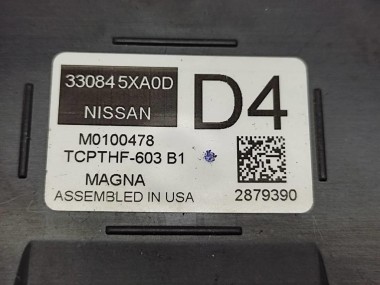 330845XA0D
NISSAN
D4
M0100478
TCPTHF-603 B1
MAGNA
ASSEMBLED IN USA
2879390